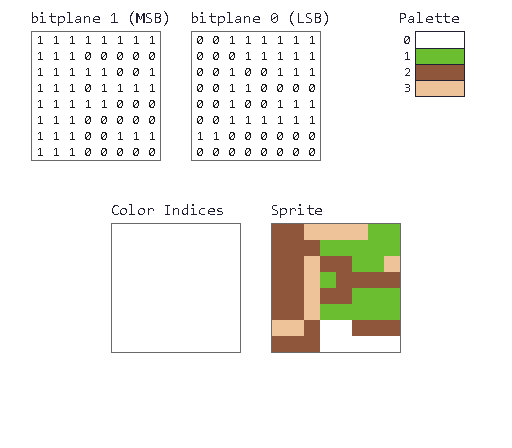 bitplane 1 (MSB) bitplane 0 (LSB) Palette
1 1 1 1 1 1 1 1 0 0 1 1 1 1 1 1 0
1 1 1 0 0 0 0 0 0 0 0 1 1 1 1 1 1
1 1 1 1 1 0 0 1 0 0 1 0 0 1 1 1 2
1 1 1 0 1 1 1 1 0 0 1 1 0 0 0 0 3
1 1 1 1 1 0 0 0 0 0 1 0 0 1 1 1
1 1 1 0 0 0 0 0 0 0 1 1 1 1 1 1
1 1 1 0 0 1 1 1 1 1 0 0 0 0 0 0
1 1 1 0 0 0 0 0 0 0 0 0 0 0 0 0
Color Indices Sprite